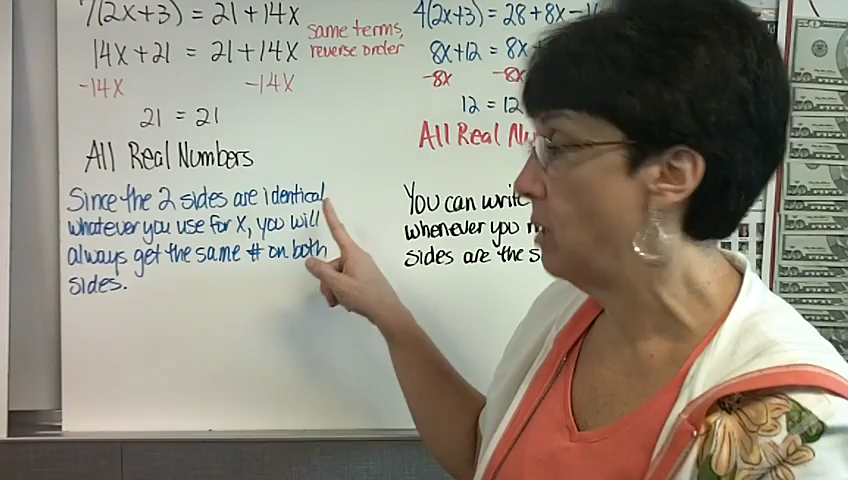 7(2x+3) = 21+14x
14x+21 = 21+14x
-14x -14x
same terms,
reverse order
21 = 21
All Real Numbers
Since the 2 sides are identical
whatever you use for x, you will
always get the same # on both
sides.
4(2x+3) = 28+8x-
8x+12 = 8x
-8x -8x
12 = 12
All Real
You can write
whenever you
sides are the